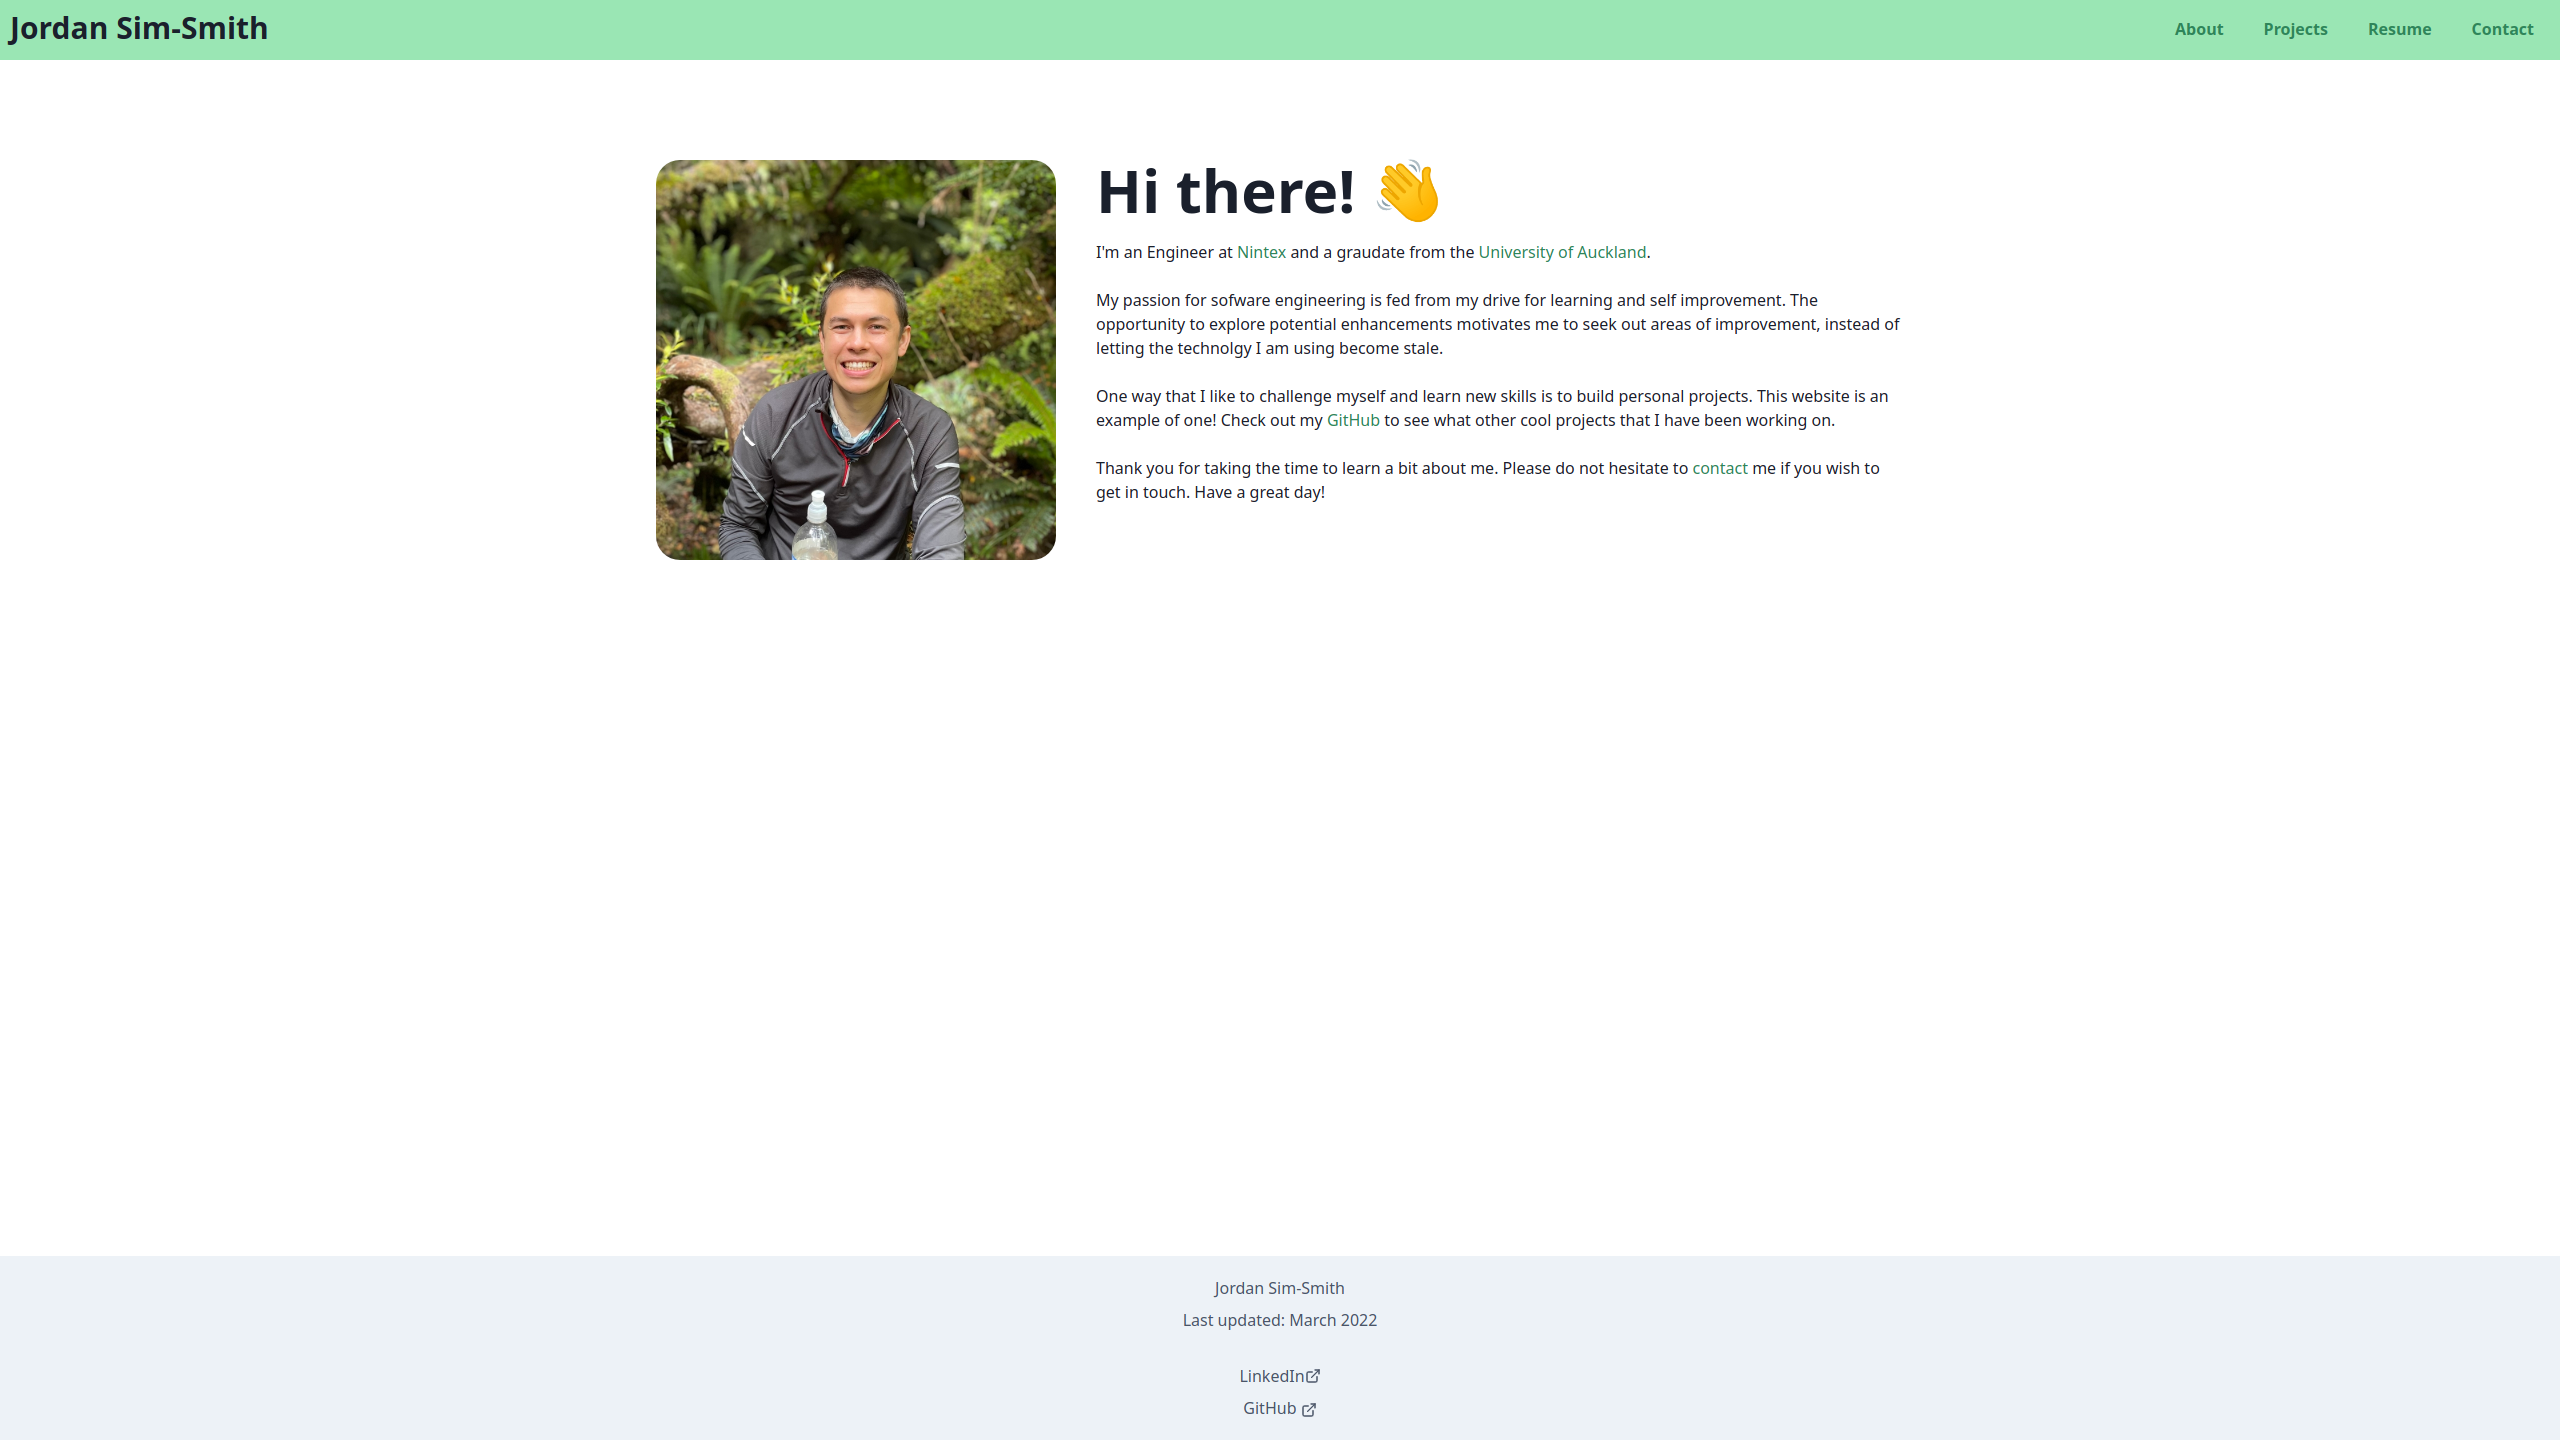 Jordan Sim-Smith
About Projects Resume Contact
Hi there! 👋
I'm an Engineer at Nintex and a graudate from the University of Auckland.
My passion for sofware engineering is fed from my drive for learning and self improvement. The
opportunity to explore potential enhancements motivates me to seek out areas of improvement, instead of
letting the technolgy I am using become stale.
One way that I like to challenge myself and learn new skills is to build personal projects. This website is an
example of one! Check out my GitHub to see what other cool projects that I have been working on.
Thank you for taking the time to learn a bit about me. Please do not hesitate to contact me if you wish to
get in touch. Have a great day!
Jordan Sim-Smith
Last updated: March 2022
LinkedIn
GitHub